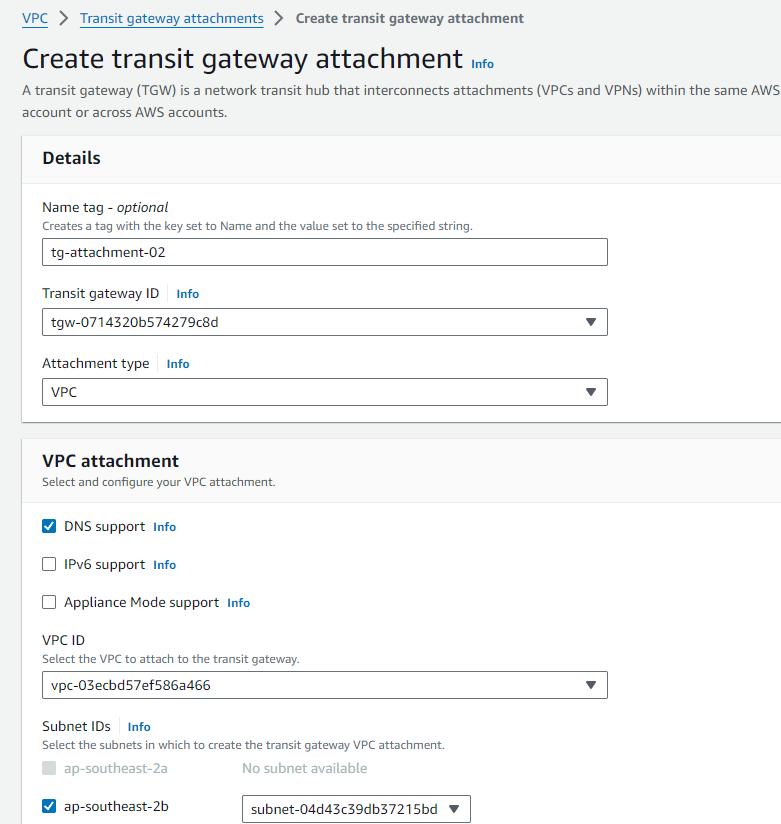 VPC > Transit gateway attachments > Create transit gateway attachment
Create transit gateway attachment Info
A transit gateway (TGW) is a network transit hub that interconnects attachments (VPCs and VPNs) within the same AWS
account or across AWS accounts.
Details
Name tag - optional
Creates a tag with the key set to Name and the value set to the specified string.
tg-attachment-02
Transit gateway ID Info
tgw-0714320b574279c8d
Attachment type Info
VPC
VPC attachment
Select and configure your VPC attachment.
DNS support Info
IPv6 support Info
Appliance Mode support Info
VPC ID
Select the VPC to attach to the transit gateway.
vpc-03ecbd57ef586a466
Subnet IDs Info
Select the subnets in which to create the transit gateway VPC attachment.
ap-southeast-2a No subnet available
ap-southeast-2b subnet-04d43c39db37215bd